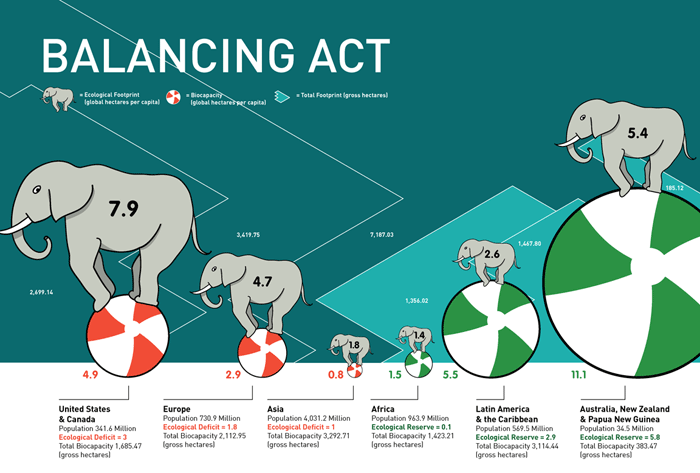 BALANCING ACT
= Ecological Footprint
(global hectares per capita)
= Biocapacity
(global hectares per capita)
= Total Footprint (gross hectares)
5.4
185.12
7.9
3,419.75
7,187.03
1,467.80
2.6
4.7
2,699.14
1,356.02
1.8
1.4
4.9
2.9
0.8
1.5
5.5
11.1
United States
& Canada
Population 341.6 Million
Ecological Deficit = 3
Total Biocapacity 1,685.47
(gross hectares)
Europe
Population 730.9 Million
Ecological Deficit = 1.8
Total Biocapacity 2,112.95
(gross hectares)
Asia
Population 4,031.2 Million
Ecological Deficit = 1
Total Biocapacity 3,292.71
(gross hectares)
Africa
Population 963.9 Million
Ecological Reserve = 0.1
Total Biocapacity 1,423.21
(gross hectares)
Latin America
& the Caribbean
Population 569.5 Million
Ecological Reserve = 2.9
Total Biocapacity 3,114.44
(gross hectares)
Australia, New Zealand
& Papua New Guinea
Population 34.5 Million
Ecological Reserve = 5.8
Total Biocapacity 383.47
(gross hectares)